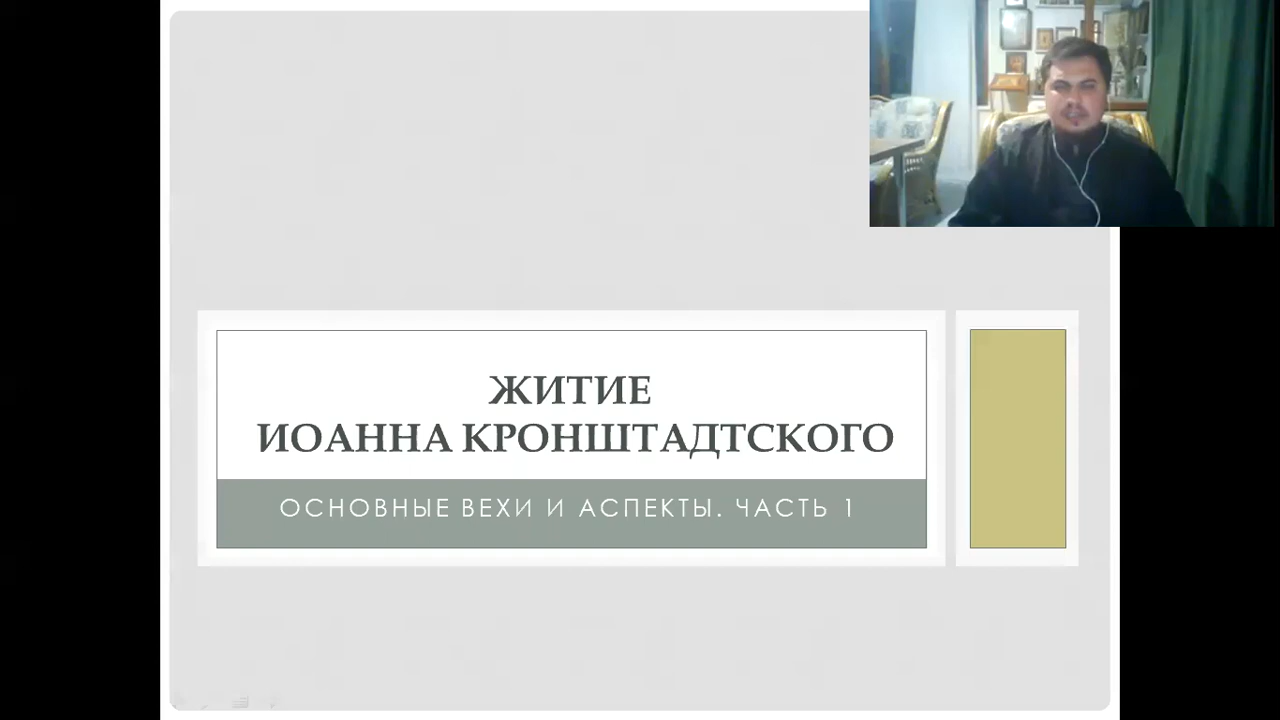 ЖИТИЕ
ИОАННА КРОНШТАДТСКОГО
ОСНОВНЫЕ ВЕХИ И АСПЕКТЫ. ЧАСТЬ 1